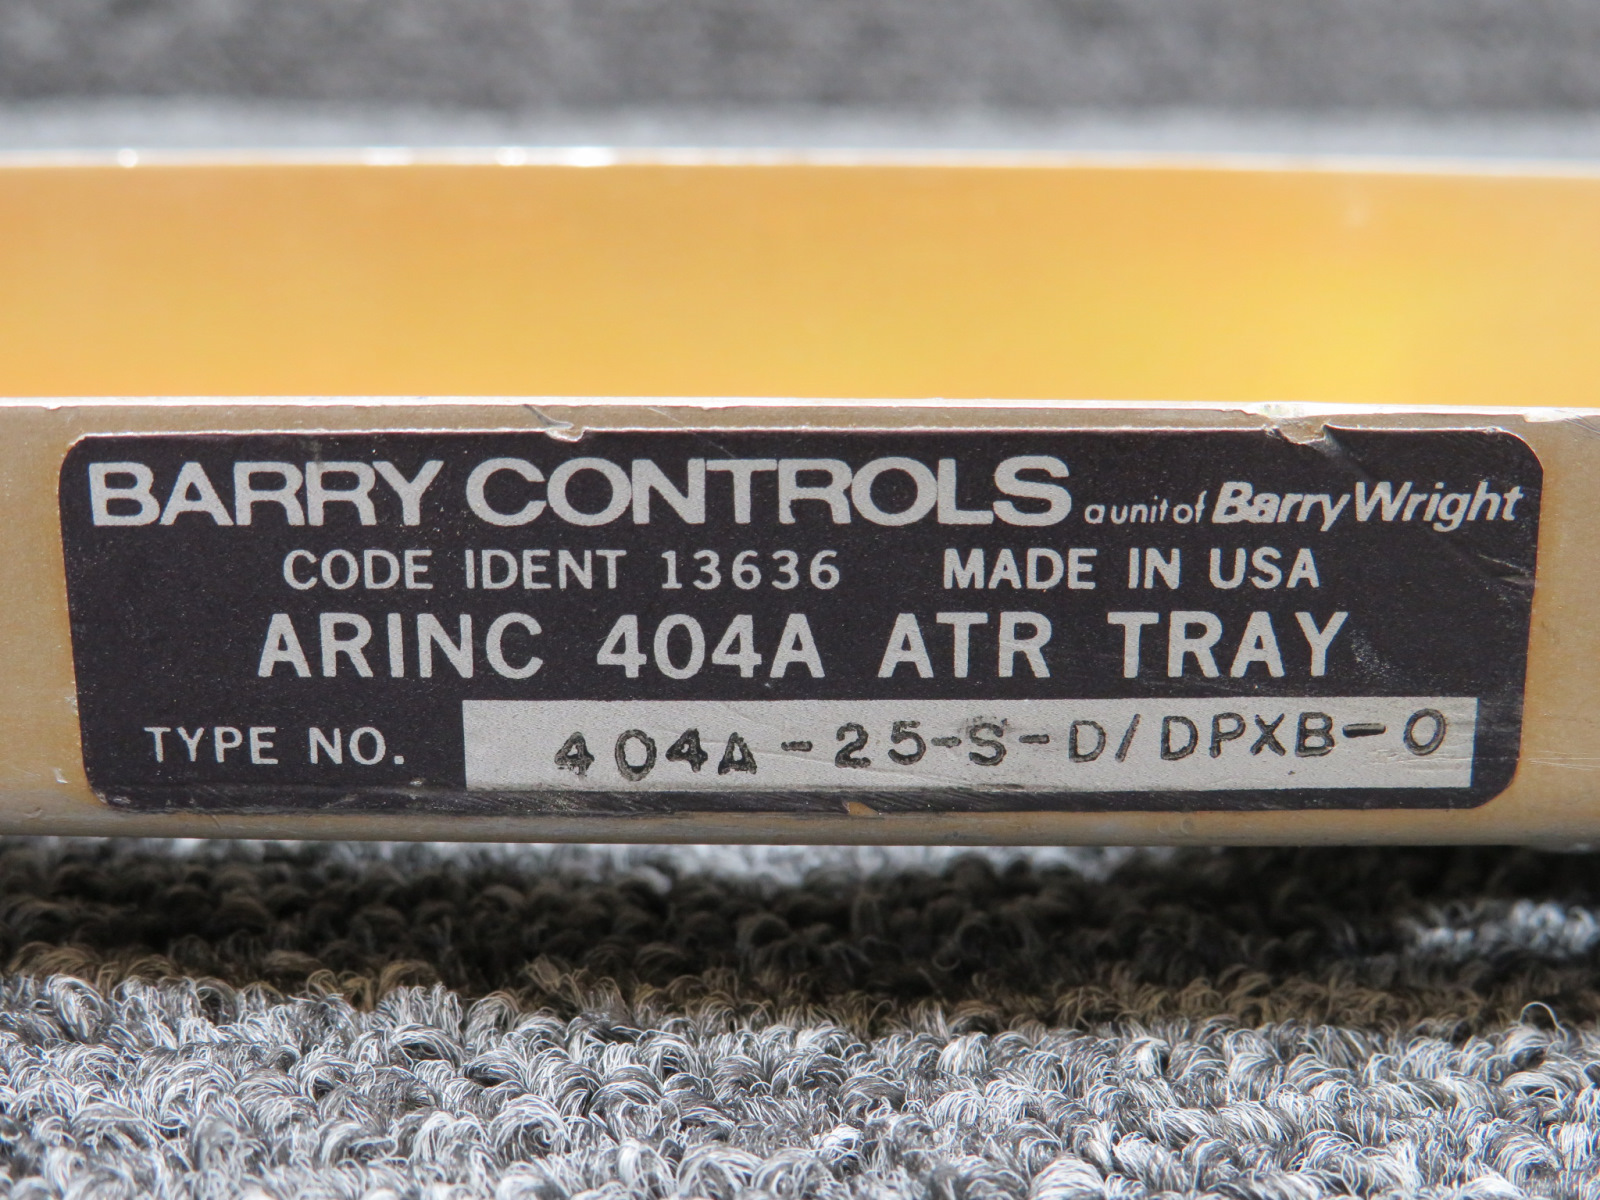 BARRY CONTROLS a unit of Barry Wright
CODE IDENT 13636 MADE IN USA
ARINC 404A ATR TRAY
TYPE NO. 404A-25-S-D/DPXB-0